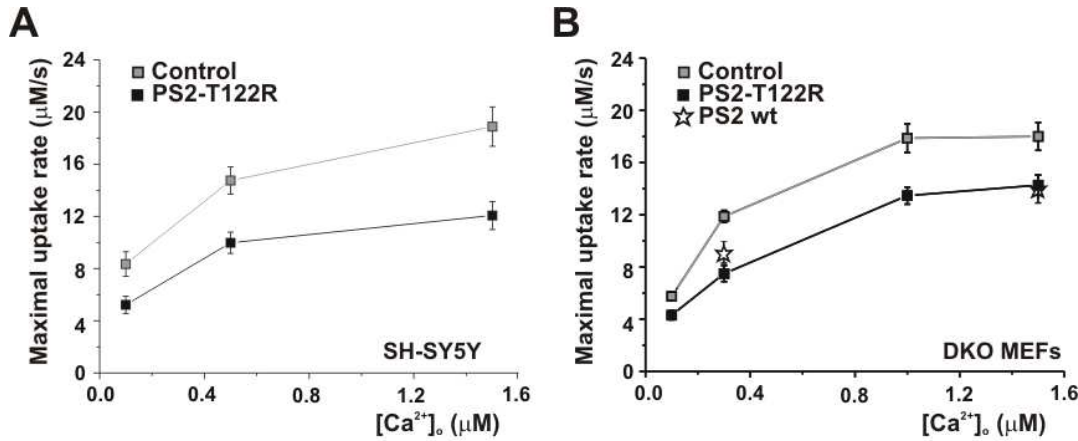 A
Maximal uptake rate (μM/s)
24
20
16
12
8
4
0
Control
PS2-T122R
SH-SY5Y
0.0 0.4 0.8 1.2 1.6
[Ca²⁺]ₒ (μM)
B
Maximal uptake rate (μM/s)
24
20
16
12
8
4
0
Control
PS2-T122R
PS2 wt
DKO MEFs
0.0 0.4 0.8 1.2 1.6
[Ca²⁺]ₒ (μM)